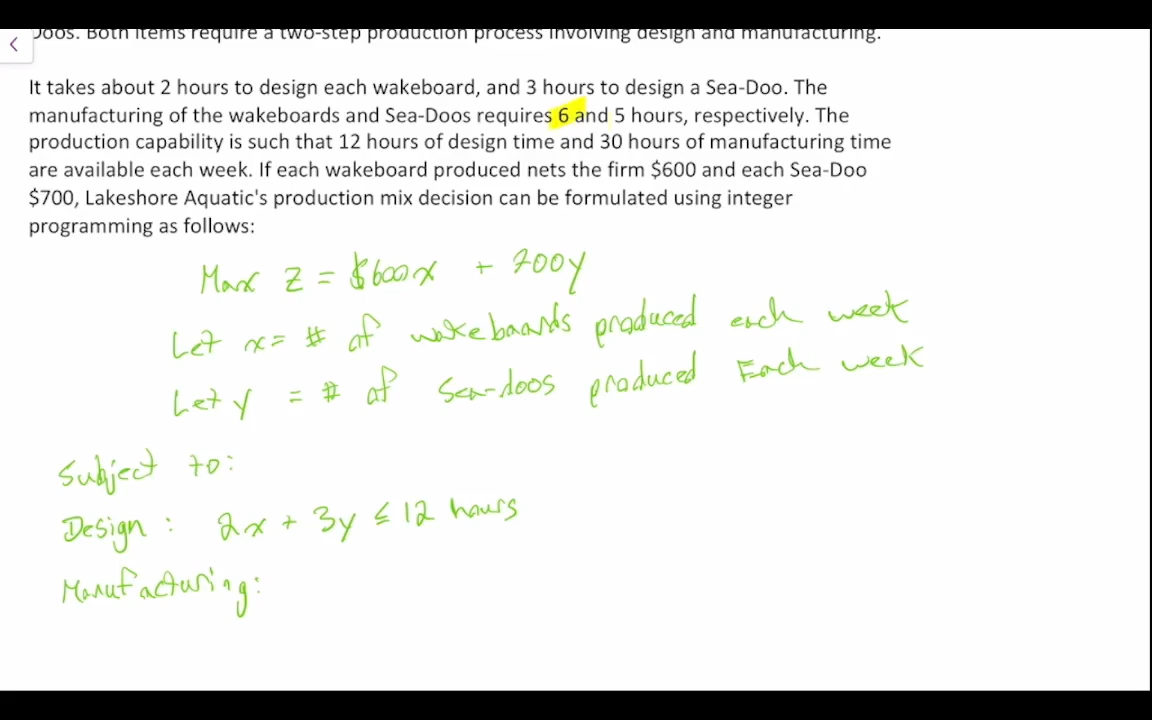 Doos. Both items require a two-step production process involving design and manufacturing.
It takes about 2 hours to design each wakeboard, and 3 hours to design a Sea-Doo. The
manufacturing of the wakeboards and Sea-Doos requires 6 and 5 hours, respectively. The
production capability is such that 12 hours of design time and 30 hours of manufacturing time
are available each week. If each wakeboard produced nets the firm $600 and each Sea-Doo
$700, Lakeshore Aquatic's production mix decision can be formulated using integer
programming as follows:
Max Z = $600x + 700y
Let x = # of wakeboards produced each week
Let y = # of Sea-doos produced Each week
Subject to:
Design: 2x + 3y ≤ 12 hours
Manufacturing: